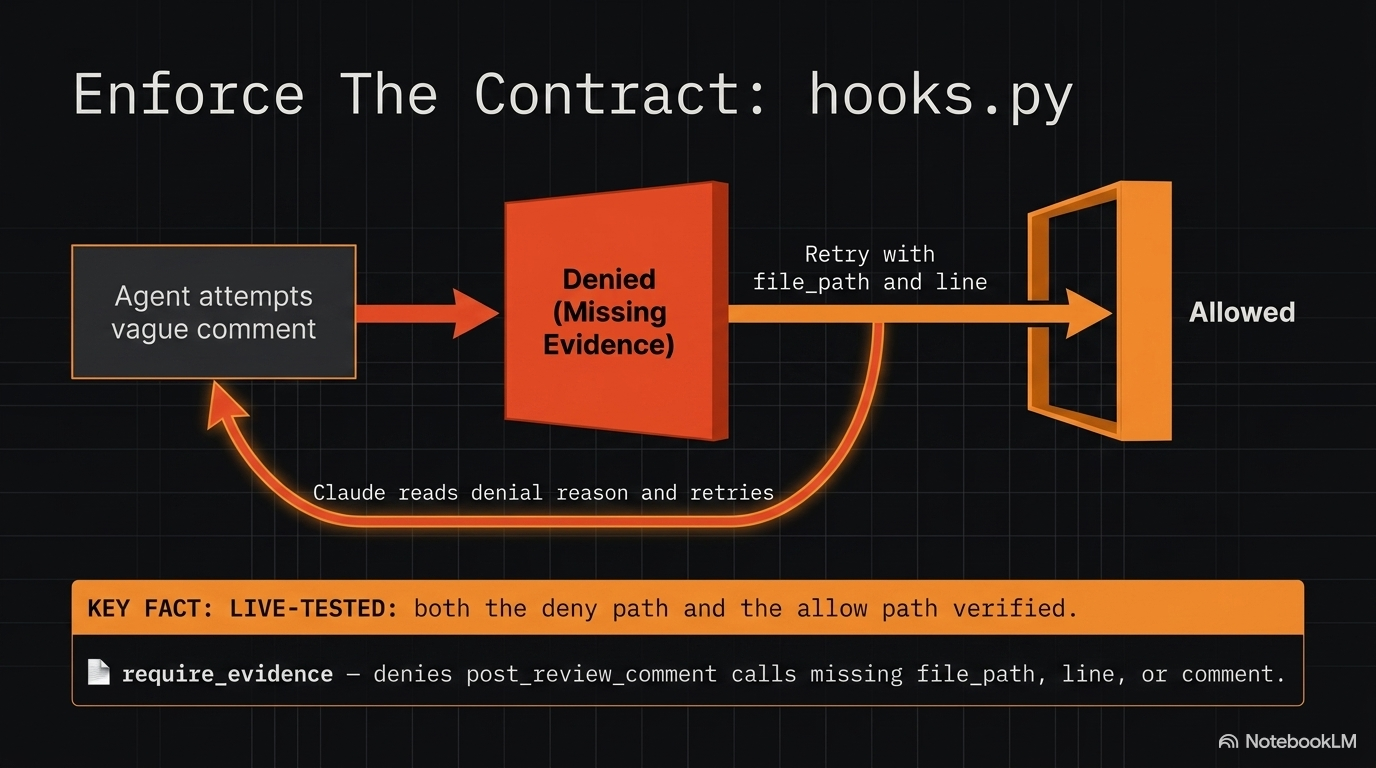 Enforce The Contract: hooks.py
Agent attempts
vague comment
Denied
(Missing
Evidence)
Retry with
file_path and line
Allowed
Claude reads denial reason and retries
KEY FACT: LIVE-TESTED: both the deny path and the allow path verified.
require_evidence — denies post_review_comment calls missing file_path, line, or comment.
NotebookLM